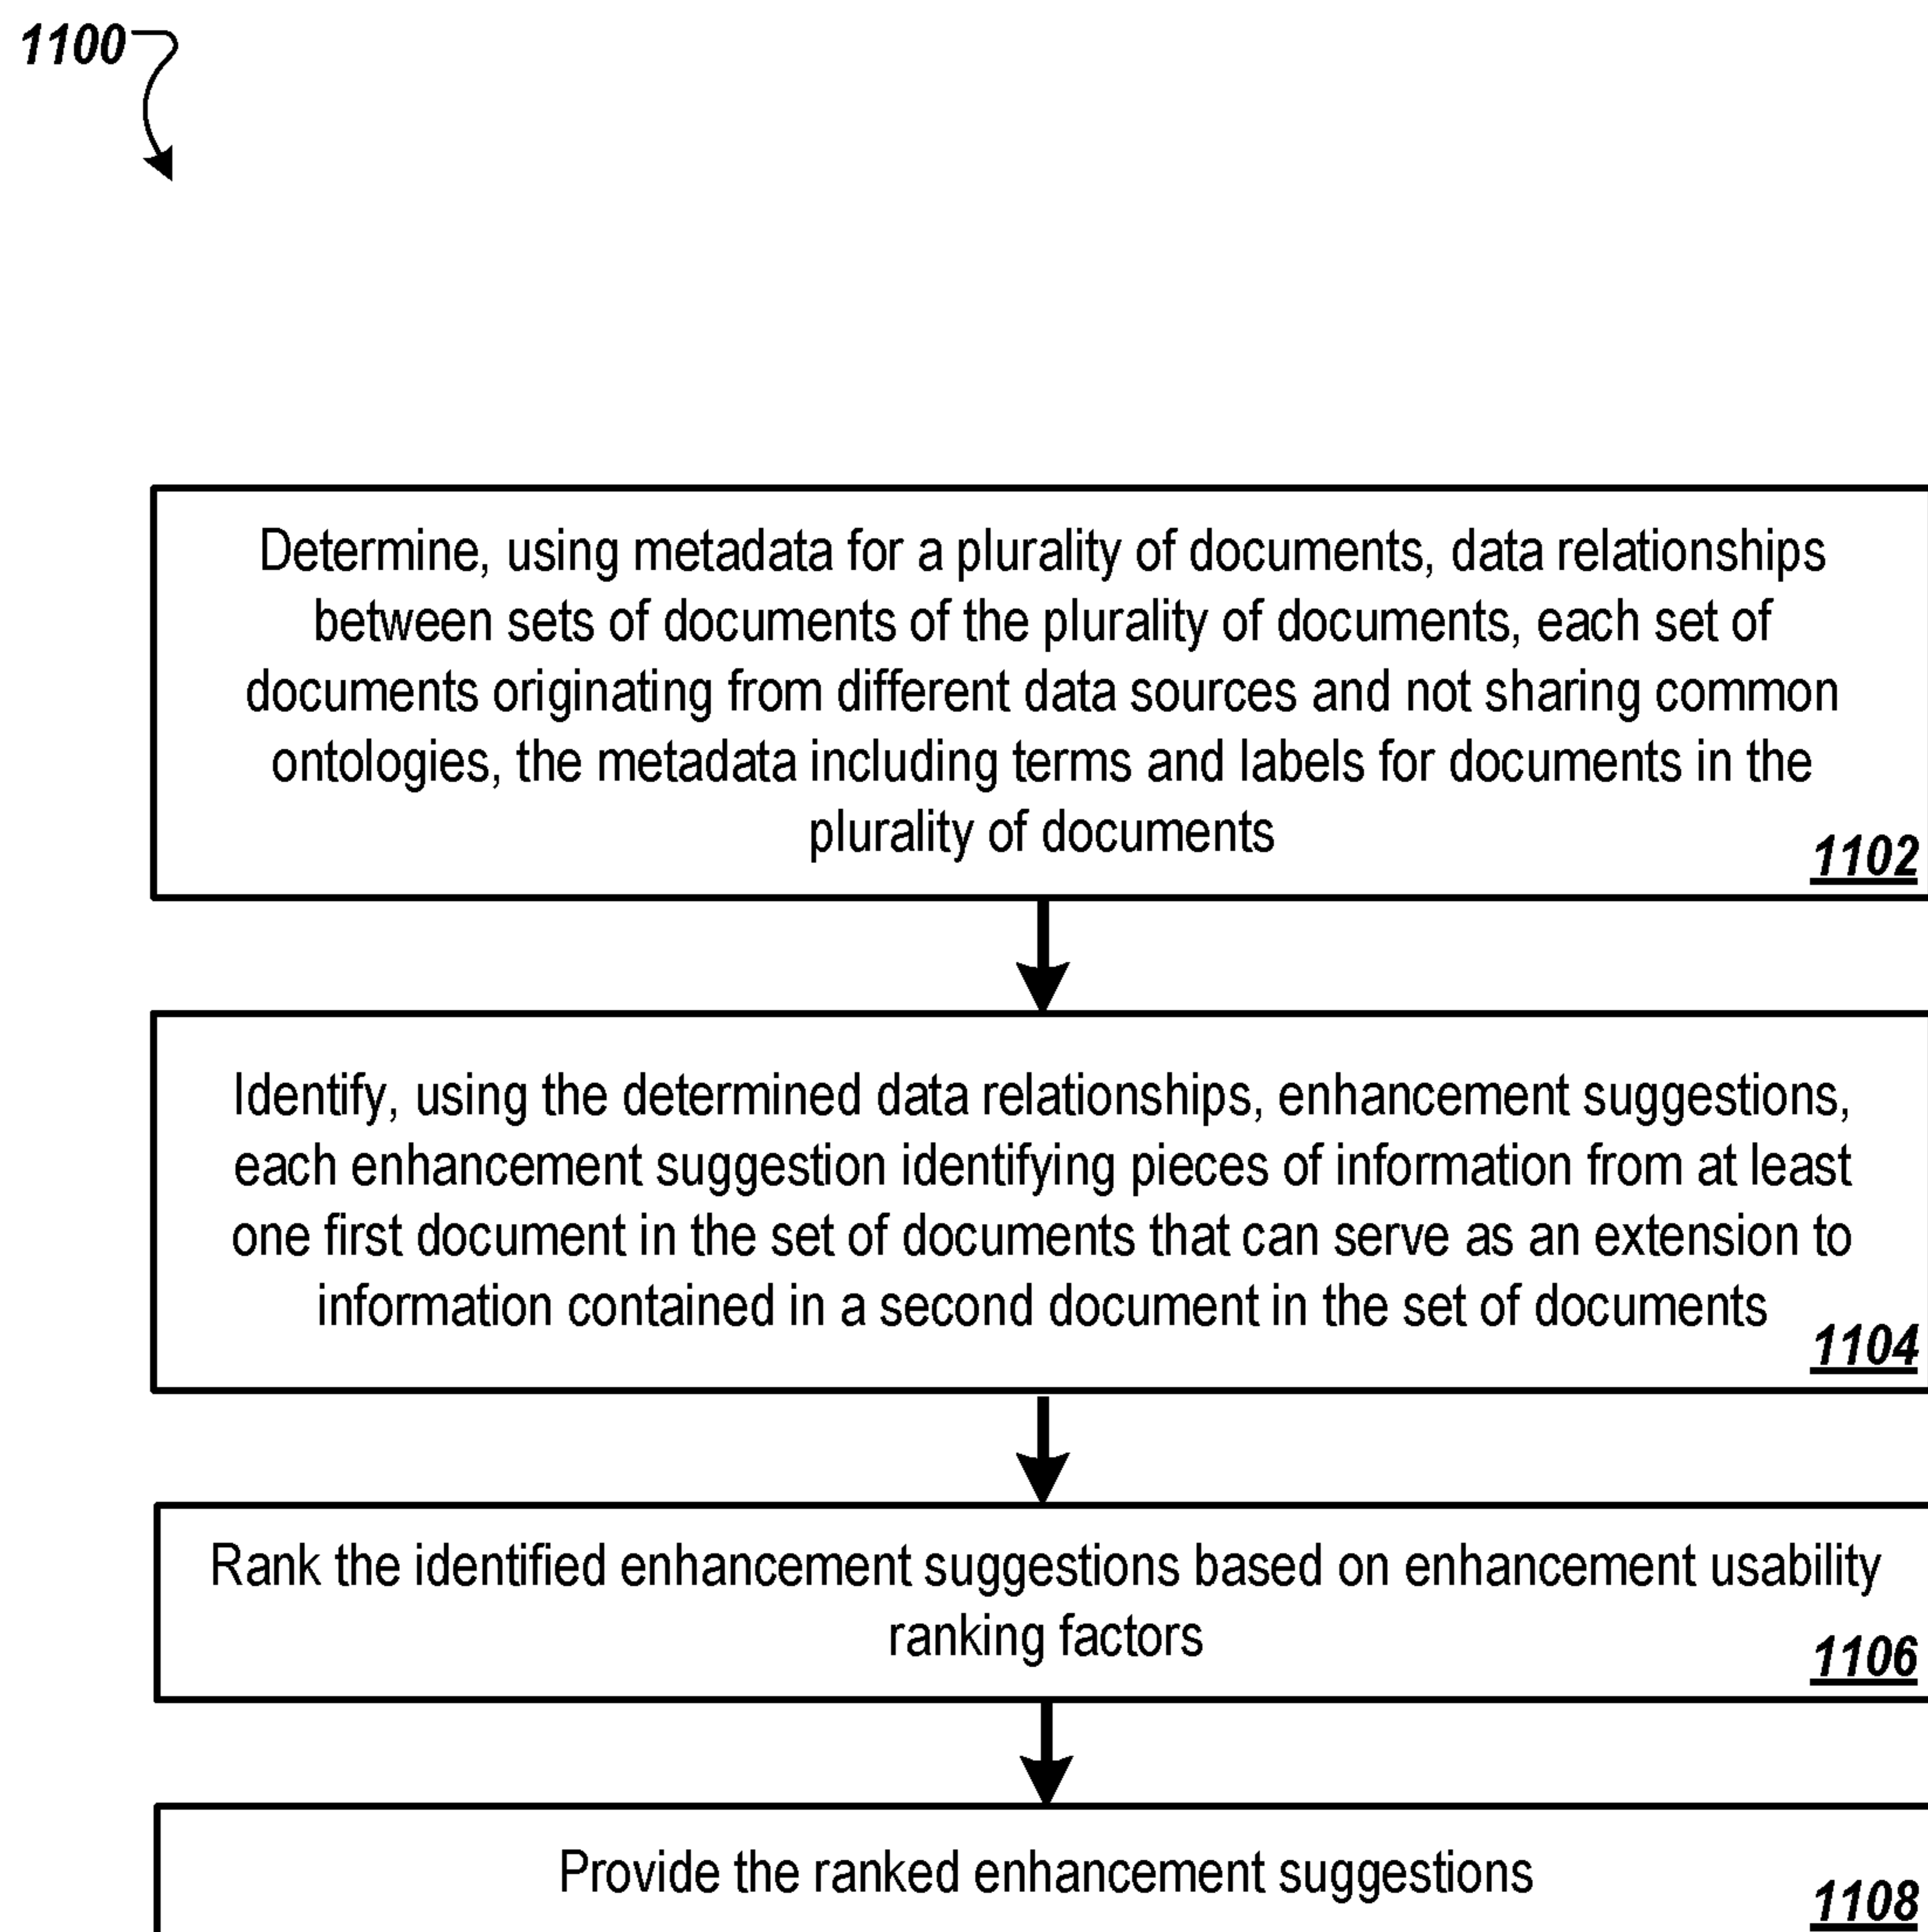 1100
Determine, using metadata for a plurality of documents, data relationships
between sets of documents of the plurality of documents, each set of
documents originating from different data sources and not sharing common
ontologies, the metadata including terms and labels for documents in the
plurality of documents
1102
Identify, using the determined data relationships, enhancement suggestions,
each enhancement suggestion identifying pieces of information from at least
one first document in the set of documents that can serve as an extension to
information contained in a second document in the set of documents
1104
Rank the identified enhancement suggestions based on enhancement usability
ranking factors
1106
Provide the ranked enhancement suggestions
1108